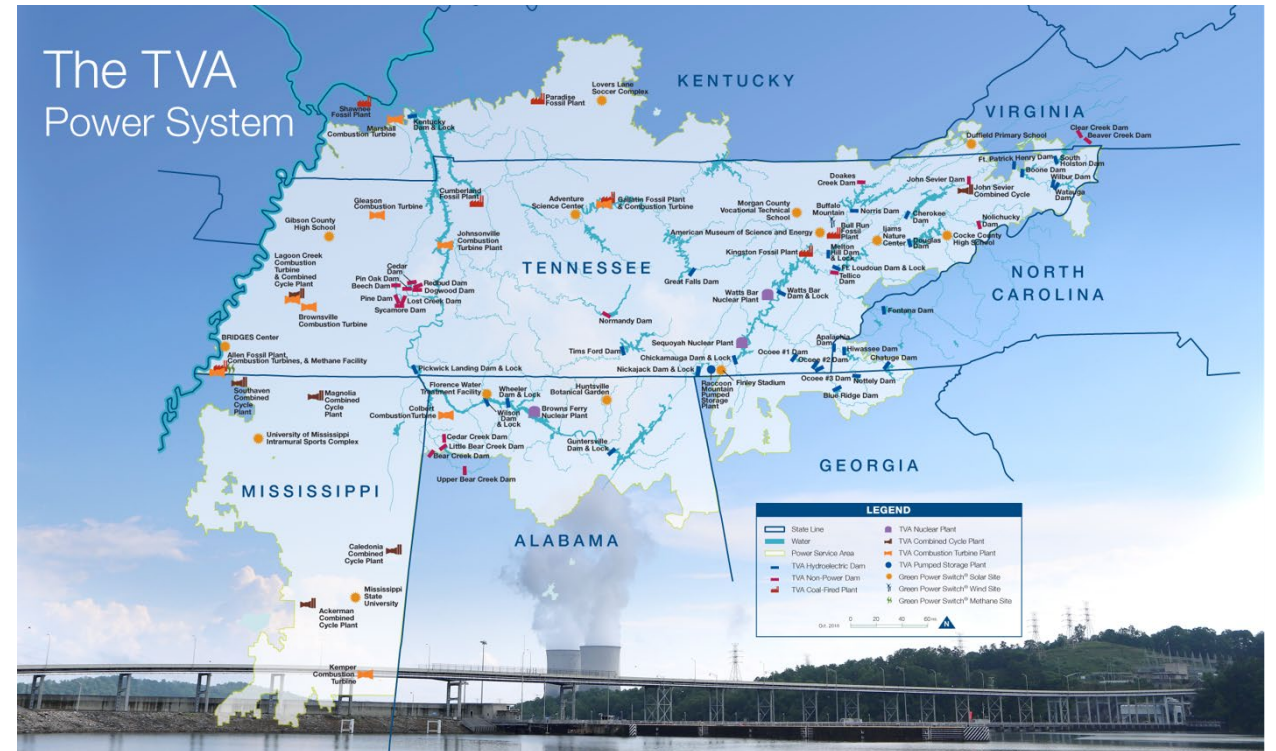 The TVA
Power System
KENTUCKY
VIRGINIA
TENNESSEE
NORTH
CAROLINA
MISSISSIPPI
ALABAMA
GEORGIA
Shawnee
Fossil Plant
Marshall
Combustion Turbine
Kentucky
Dam & Lock
Paradise
Fossil Plant
Lovers Lane
Soccer Complex
Duffield Primary School
Clear Creek Dam
Beaver Creek Dam
Ft. Patrick Henry Dam
South
Holston Dam
Boone Dam
Wilbur Dam
Watauga
Dam
Doakes
Creek Dam
John Sevier Dam
John Sevier
Combined Cycle
Nolichucky
Dam
Gleason
Combustion Turbine
Cumberland
Fossil Plant
Adventure
Science Center
Gallatin Fossil Plant
& Combustion Turbine
Morgan County
Vocational Technical
School
Buffalo
Mountain
Norris Dam
Cherokee
Dam
Gibson County
High School
Johnsonville
Combustion
Turbine Plant
American Museum of Science and Energy
Bull Run
Fossil
Plant
Ijams
Nature
Center
Douglas
Dam
Cocke County
High School
Kingston Fossil Plant
Melton
Hill Dam
& Lock
Ft. Loudoun Dam & Lock
Tellico
Dam
Lagoon Creek
Combustion
Turbine
& Combined
Cycle Plant
Brownsville
Combustion Turbine
Cedar
Dam
Pin Oak Dam
Beech Dam
Redbud Dam
Dogwood Dam
Pine Dam
Lost Creek Dam
Sycamore Dam
Great Falls Dam
Watts Bar
Nuclear Plant
Watts Bar
Dam & Lock
Normandy Dam
Fontana Dam
BRIDGES Center
Allen Fossil Plant,
Combustion Turbines, & Methane Facility
Tims Ford Dam
Sequoyah Nuclear Plant
Chickamauga Dam & Lock
Nickajack Dam & Lock
Raccoon
Mountain
Pumped
Storage
Plant
Finley Stadium
Apalachia
Dam
Hiwassee Dam
Ocoee #1 Dam
Ocoee #2 Dam
Ocoee #3 Dam
Chatuge Dam
Nottely Dam
Blue Ridge Dam
Southaven
Combined
Cycle
Plant
Magnolia
Combined
Cycle
Plant
Pickwick Landing Dam & Lock
Florence Water
Treatment Facility
Wheeler
Dam & Lock
Huntsville
Botanical Garden
Colbert
Combustion Turbine
Wilson
Dam
& Lock
Browns Ferry
Nuclear Plant
Guntersville
Dam & Lock
University of Mississippi
Intramural Sports Complex
Cedar Creek Dam
Little Bear Creek Dam
Bear Creek Dam
Upper Bear Creek Dam
Caledonia
Combined
Cycle Plant
Mississippi
State
University
Ackerman
Combined
Cycle Plant
Kemper
Combustion
Turbine
LEGEND
State Line
Water
Power Service Area
TVA Hydroelectric Dam
TVA Non-Power Dam
TVA Coal-Fired Plant
TVA Nuclear Plant
TVA Combined Cycle Plant
TVA Combustion Turbine Plant
TVA Pumped Storage Plant
Green Power Switch® Solar Site
Green Power Switch® Wind Site
Green Power Switch® Methane Site
0 20 40 60
N